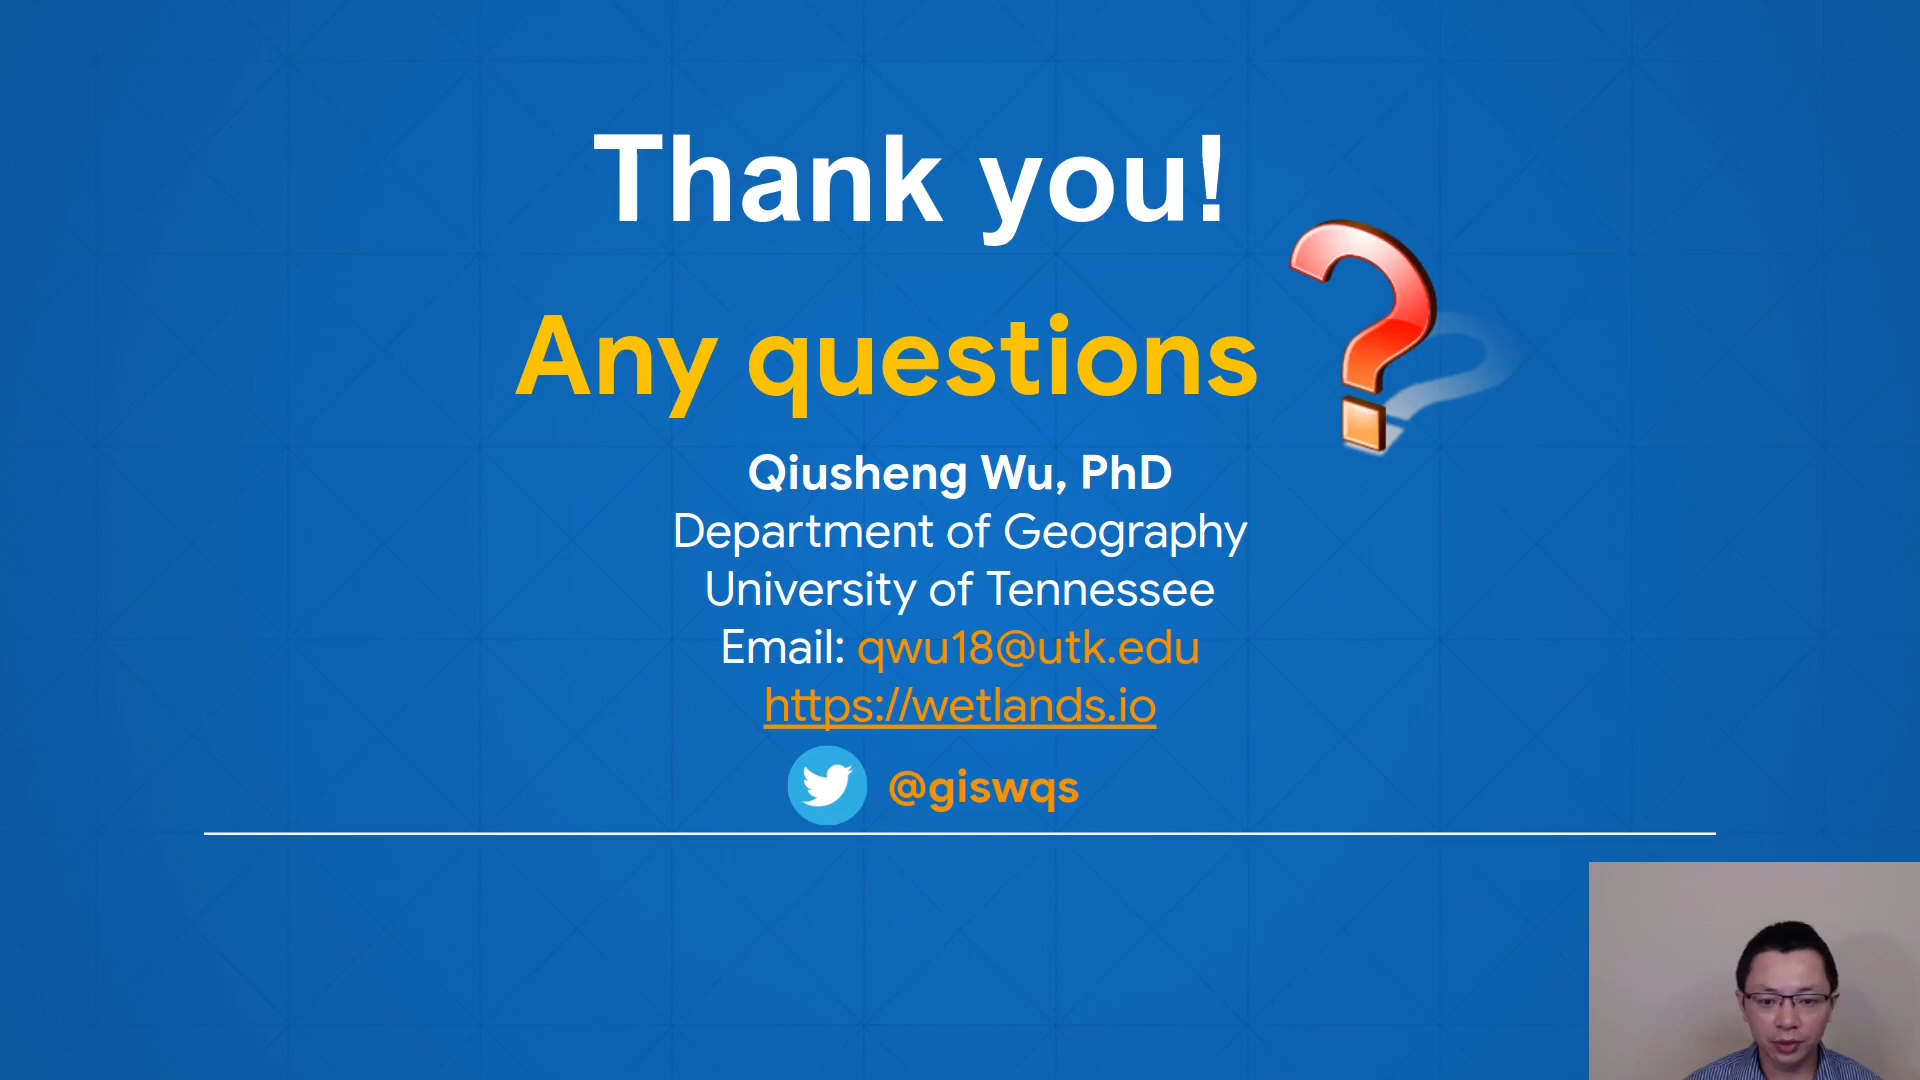 Thank you!
Any questions
Qiusheng Wu, PhD
Department of Geography
University of Tennessee
Email: qwu18@utk.edu
https://wetlands.io
@giswqs